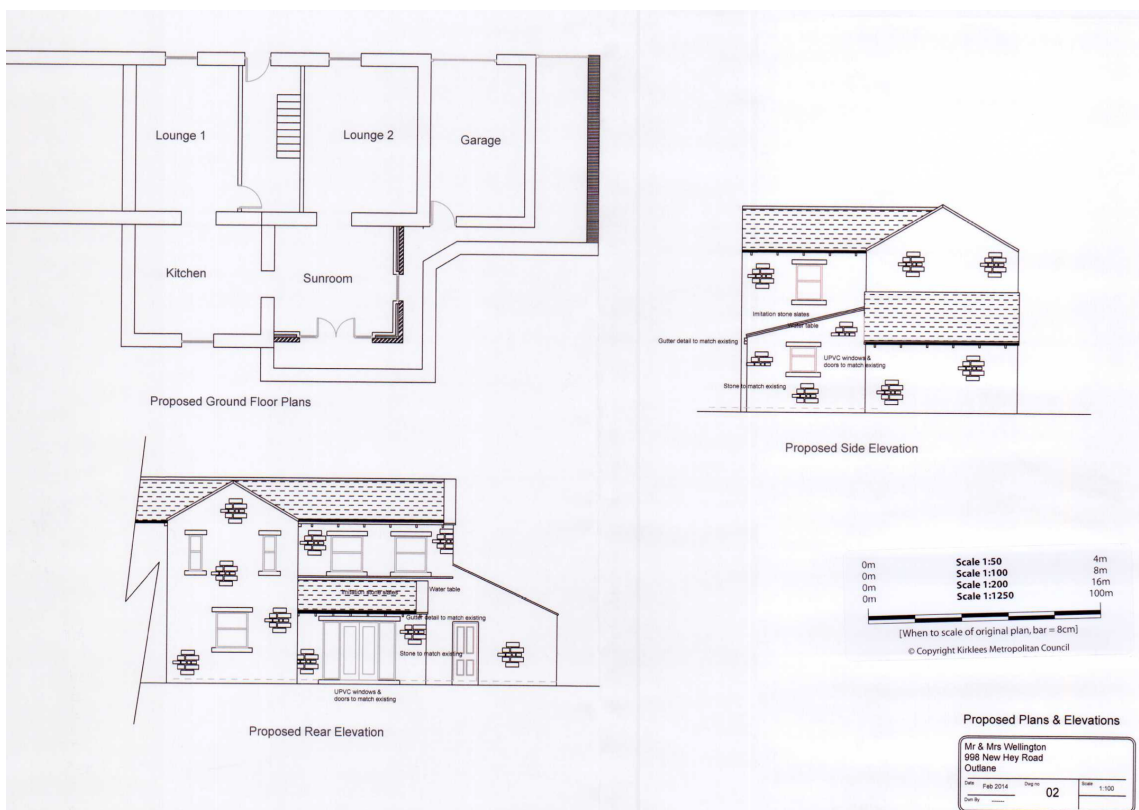 Lounge 1
Lounge 2
Garage
Kitchen
Sunroom
Proposed Ground Floor Plans
Imitation stone slates
Water table
Gutter detail to match existing
UPVC windows &
doors to match existing
Stone to match existing
Proposed Side Elevation
Imitation stone slates
Water table
Gutter detail to match existing
Stone to match existing
UPVC windows &
doors to match existing
Proposed Rear Elevation
0m Scale 1:50 4m
0m Scale 1:100 8m
0m Scale 1:200 16m
0m Scale 1:1250 100m
[When to scale of original plan, bar = 8cm]
© Copyright Kirklees Metropolitan Council
Proposed Plans & Elevations
Mr & Mrs Wellington
998 New Hey Road
Outlane
Date Feb 2014 Dwg no 02 Scale 1:100
Dwn By